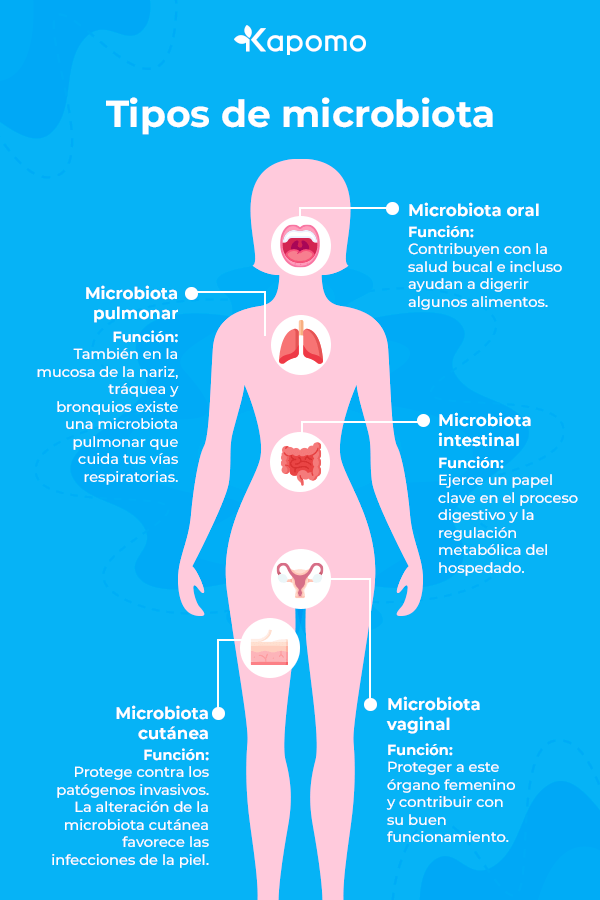 Kapomo
Tipos de microbiota
Microbiota oral
Función:
Contribuyen con la
salud bucal e incluso
ayudan a digerir
algunos alimentos.
Microbiota
pulmonar
Función:
También en la
mucosa de la nariz,
tráquea y
bronquios existe
una microbiota
pulmonar que
cuida tus vías
respiratorias.
Microbiota
intestinal
Función:
Ejerce un papel
clave en el proceso
digestivo y la
regulación
metabólica del
hospedado.
Microbiota
cutánea
Función:
Protege contra los
patógenos invasivos.
La alteración de la
microbiota cutánea
favorece las
infecciones de la piel.
Microbiota
vaginal
Función:
Proteger a este
órgano femenino
y contribuir con
su buen
funcionamiento.